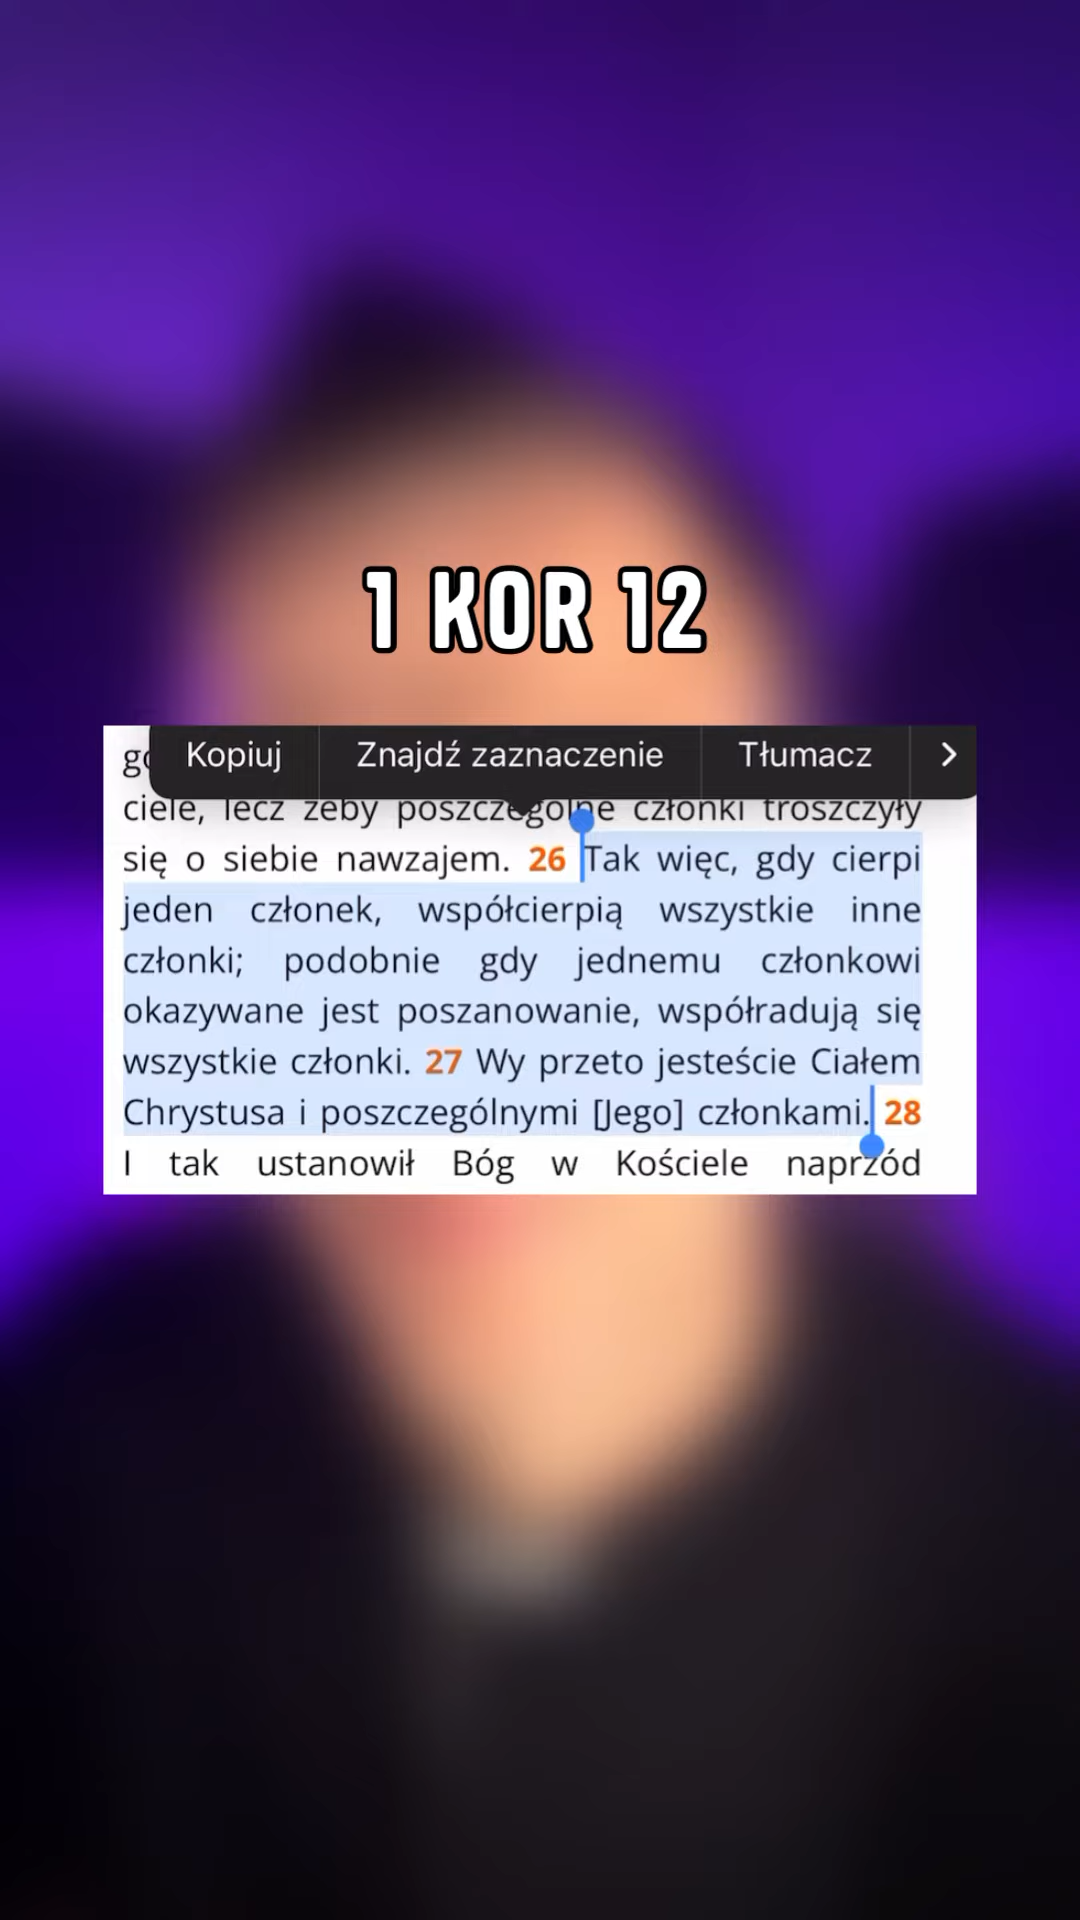 1 KOR 12
Kopiuj
Znajdź zaznaczenie
Tłumacz
ciele, lecz żeby poszczególne członki troszczyły
się o siebie nawzajem. 26 Tak więc, gdy cierpi
jeden członek, współcierpią wszystkie inne
członki; podobnie gdy jednemu członkowi
okazywane jest poszanowanie, współradują się
wszystkie członki. 27 Wy przeto jesteście Ciałem
Chrystusa i poszczególnymi [Jego] członkami. 28
I tak ustanowił Bóg w Kościele naprzód